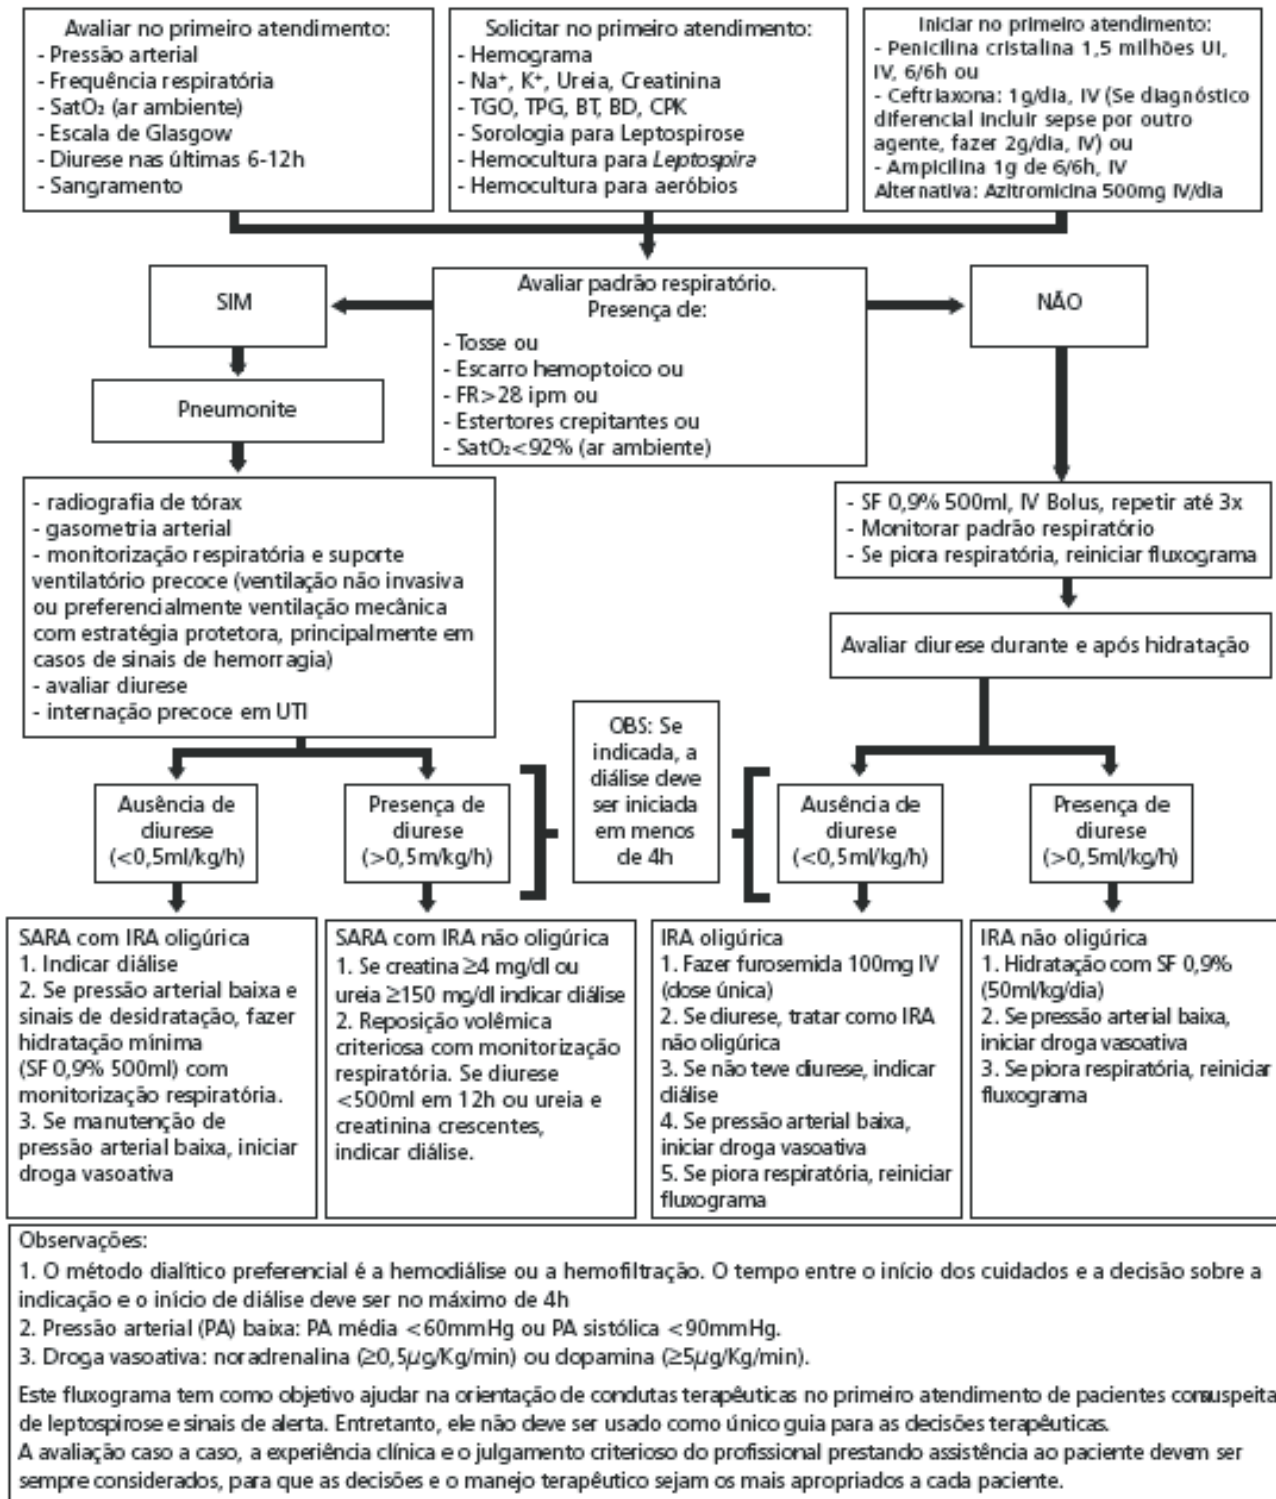 Avaliar no primeiro atendimento:
- Pressão arterial
- Frequência respiratória
- SatO₂ (ar ambiente)
- Escala de Glasgow
- Diurese nas últimas 6-12h
- Sangramento
Solicitar no primeiro atendimento:
- Hemograma
- Na⁺, K⁺, Ureia, Creatinina
- TGO, TPG, BT, BD, CPK
- Sorologia para Leptospirose
- Hemocultura para Leptospira
- Hemocultura para aeróbios
Iniciar no primeiro atendimento:
- Penicilina cristalina 1,5 milhões UI,
IV, 6/6h ou
- Ceftriaxona: 1g/dia, IV (Se diagnóstico
diferencial incluir sepse por outro
agente, fazer 2g/dia, IV) ou
- Ampicilina 1g de 6/6h, IV
Alternativa: Azitromicina 500mg IV/dia
SIM
Avaliar padrão respiratório.
Presença de:
- Tosse ou
- Escarro hemoptoico ou
- FR>28 ipm ou
- Estertores crepitantes ou
- SatO₂<92% (ar ambiente)
NÃO
Pneumonite
- radiografia de tórax
- gasometria arterial
- monitorização respiratória e suporte
ventilatório precoce (ventilação não invasiva
ou preferencialmente ventilação mecânica
com estratégia protetora, principalmente em
casos de sinais de hemorragia)
- avaliar diurese
- internação precoce em UTI
- SF 0,9% 500ml, IV Bolus, repetir até 3x
- Monitorar padrão respiratório
- Se piora respiratória, reiniciar fluxograma
Avaliar diurese durante e após hidratação
Ausência de
diurese
(<0,5ml/kg/h)
Presença de
diurese
(>0,5m/kg/h)
OBS: Se
indicada, a
diálise deve
ser iniciada
em menos
de 4h
Ausência de
diurese
(<0,5ml/kg/h)
Presença de
diurese
(>0,5ml/kg/h)
SARA com IRA oligúrica
1. Indicar diálise
2. Se pressão arterial baixa e
sinais de desidratação, fazer
hidratação mínima
(SF 0,9% 500ml) com
monitorização respiratória.
3. Se manutenção de
pressão arterial baixa, iniciar
droga vasoativa
SARA com IRA não oligúrica
1. Se creatina ≥4 mg/dl ou
ureia ≥150 mg/dl indicar diálise
2. Reposição volêmica
criteriosa com monitorização
respiratória. Se diurese
<500ml em 12h ou ureia e
creatinina crescentes,
indicar diálise.
IRA oligúrica
1. Fazer furosemida 100mg IV
(dose única)
2. Se diurese, tratar como IRA
não oligúrica
3. Se não teve diurese, indicar
diálise
4. Se pressão arterial baixa,
iniciar droga vasoativa
5. Se piora respiratória, reiniciar
fluxograma
IRA não oligúrica
1. Hidratação com SF 0,9%
(50ml/kg/dia)
2. Se pressão arterial baixa,
iniciar droga vasoativa
3. Se piora respiratória, reiniciar
fluxograma
Observações:
1. O método dialítico preferencial é a hemodiálise ou a hemofiltração. O tempo entre o início dos cuidados e a decisão sobre a
indicação e o início de diálise deve ser no máximo de 4h
2. Pressão arterial (PA) baixa: PA média <60mmHg ou PA sistólica <90mmHg.
3. Droga vasoativa: noradrenalina (≥0,5µg/Kg/min) ou dopamina (≥5µg/Kg/min).
Este fluxograma tem como objetivo ajudar na orientação de condutas terapêuticas no primeiro atendimento de pacientes comsuspeita
de leptospirose e sinais de alerta. Entretanto, ele não deve ser usado como único guia para as decisões terapêuticas.
A avaliação caso a caso, a experiência clínica e o julgamento criterioso do profissional prestando assistência ao paciente devem ser
sempre considerados, para que as decisões e o manejo terapêutico sejam os mais apropriados a cada paciente.